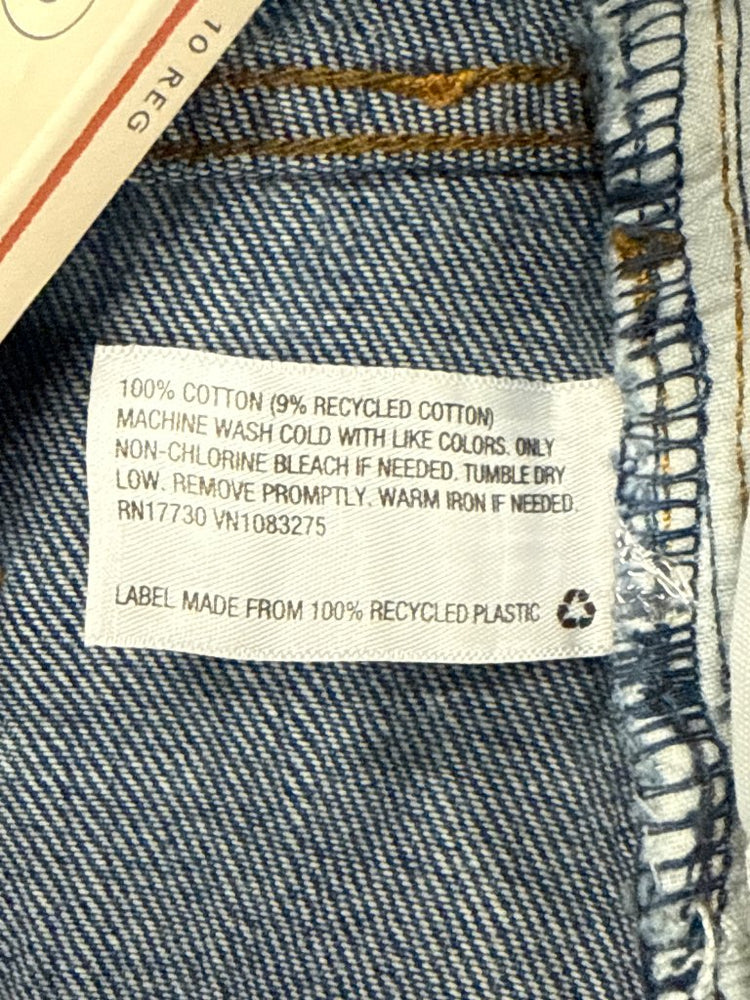 10 REG
100% COTTON (9% RECYCLED COTTON)
MACHINE WASH COLD WITH LIKE COLORS. ONLY
NON-CHLORINE BLEACH IF NEEDED. TUMBLE DRY
LOW. REMOVE PROMPTLY. WARM IRON IF NEEDED.
RN17730 VN1083275
LABEL MADE FROM 100% RECYCLED PLASTIC